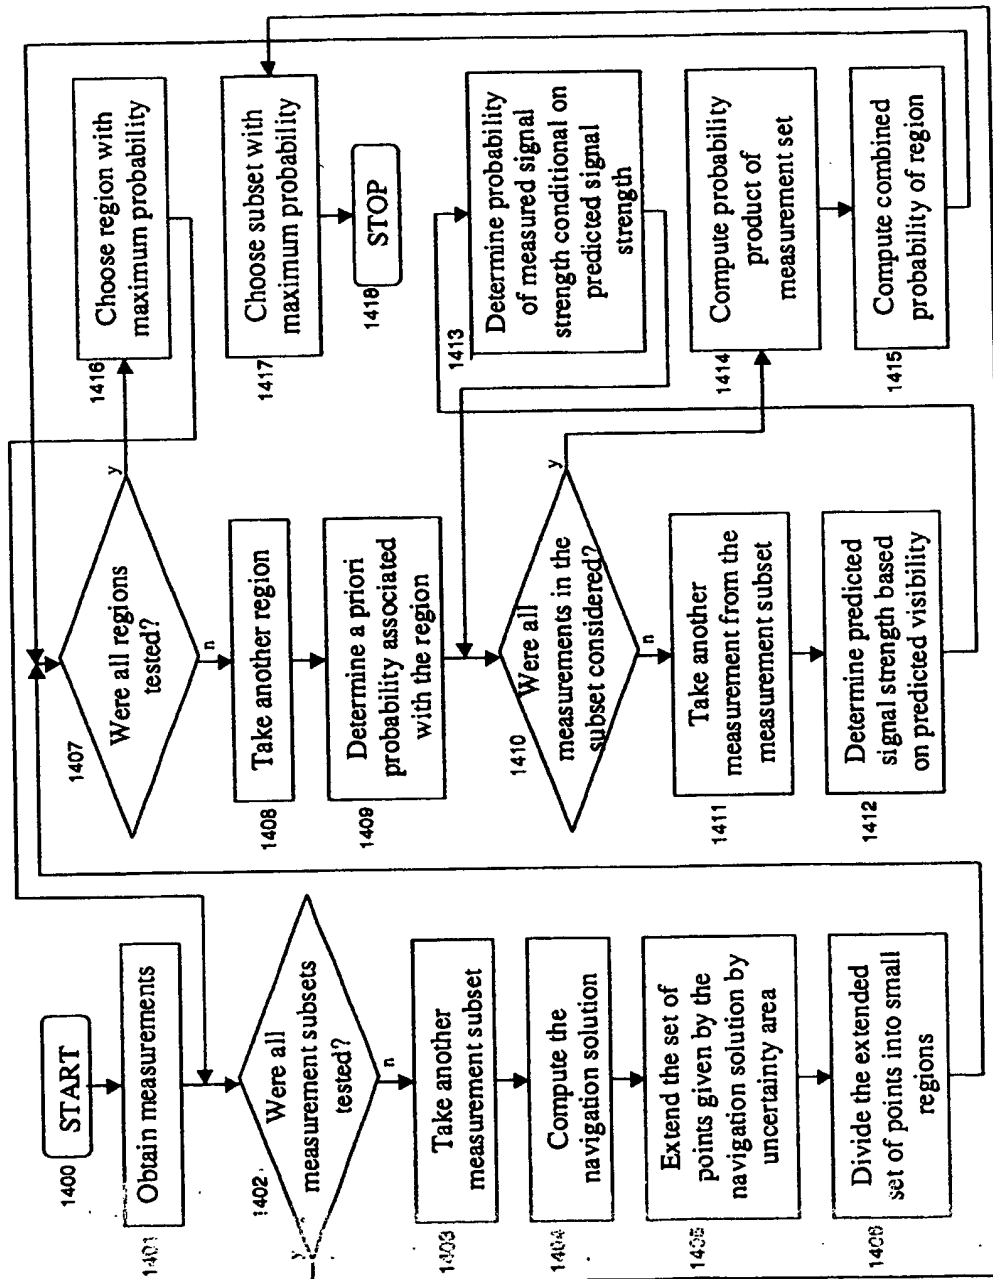 1400
START
1401
Obtain measurements
1402
Were all
measurement subsets
tested?
y
n
1403
Take another
measurement subset
1404
Compute the
navigation solution
1405
Extend the set of
points given by the
navigation solution by
uncertainty area
1406
Divide the extended
set of points into small
regions
1407
Were all regions
tested?
y
n
1408
Take another region
1409
Determine a priori
probability associated
with the region
1410
Were all
measurements in the
subset considered?
y
n
1411
Take another
measurement from the
measurement subset
1412
Determine predicted
signal strength based
on predicted visibility
1416
Choose region with
maximum probability
1417
Choose subset with
maximum probability
1418
STOP
1413
Determine probability
of measured signal
strength conditional on
predicted signal
strength
1414
Compute probability
product of
measurement set
1415
Compute combined
probability of region